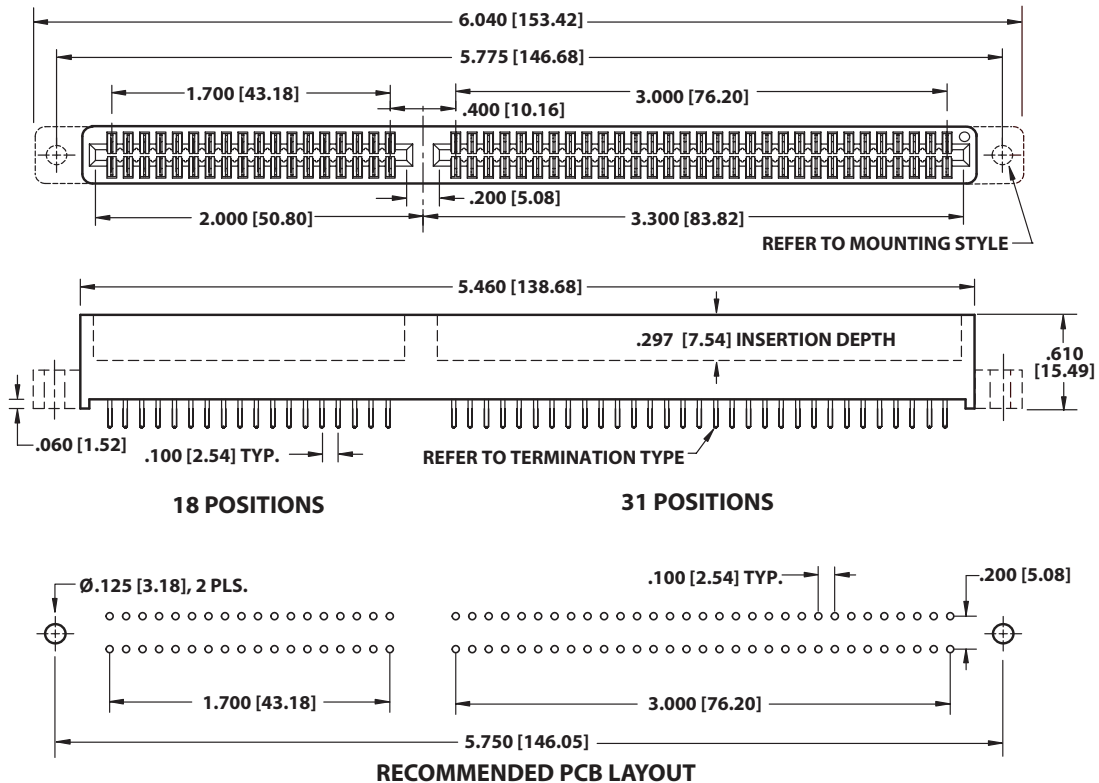 6.040 [153.42]
5.775 [146.68]
1.700 [43.18]
.400 [10.16]
3.000 [76.20]
.200 [5.08]
2.000 [50.80]
3.300 [83.82]
REFER TO MOUNTING STYLE
5.460 [138.68]
.297 [7.54] INSERTION DEPTH
.610
[15.49]
.060 [1.52]
.100 [2.54] TYP.
REFER TO TERMINATION TYPE
18 POSITIONS
31 POSITIONS
Ø.125 [3.18], 2 PLS.
.100 [2.54] TYP.
.200 [5.08]
1.700 [43.18]
3.000 [76.20]
5.750 [146.05]
RECOMMENDED PCB LAYOUT